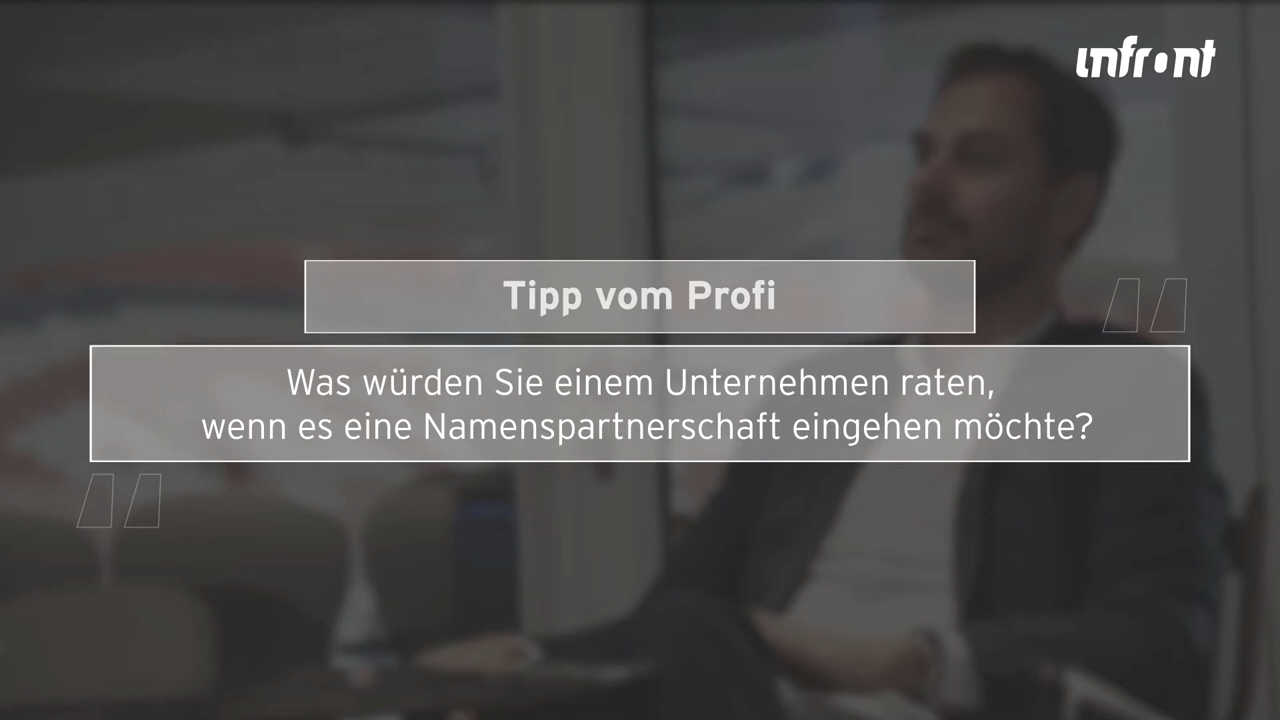 infront
Tipp vom Profi
Was würden Sie einem Unternehmen raten,
wenn es eine Namenspartnerschaft eingehen möchte?